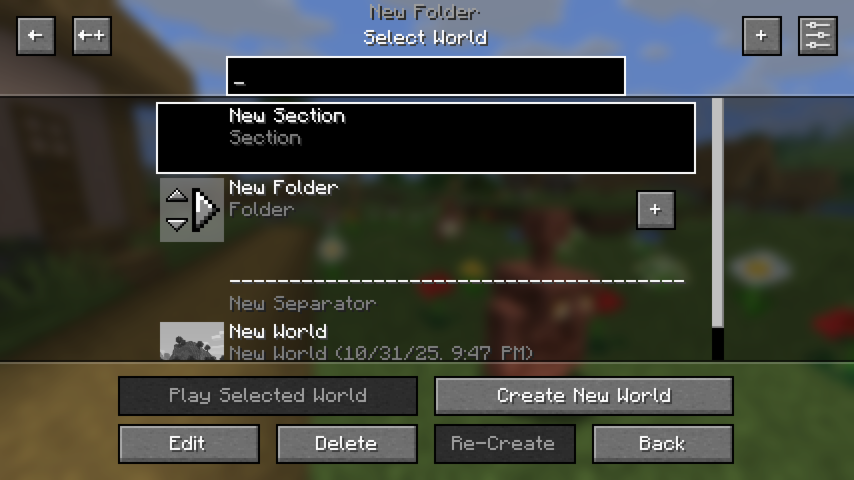 New Folder
Select World
_
New Section
Section
New Folder
Folder
+
--------------------------------------
New Separator
New World
New World (10/31/25, 9:47 PM)
Play Selected World
Create New World
Edit
Delete
Re-Create
Back